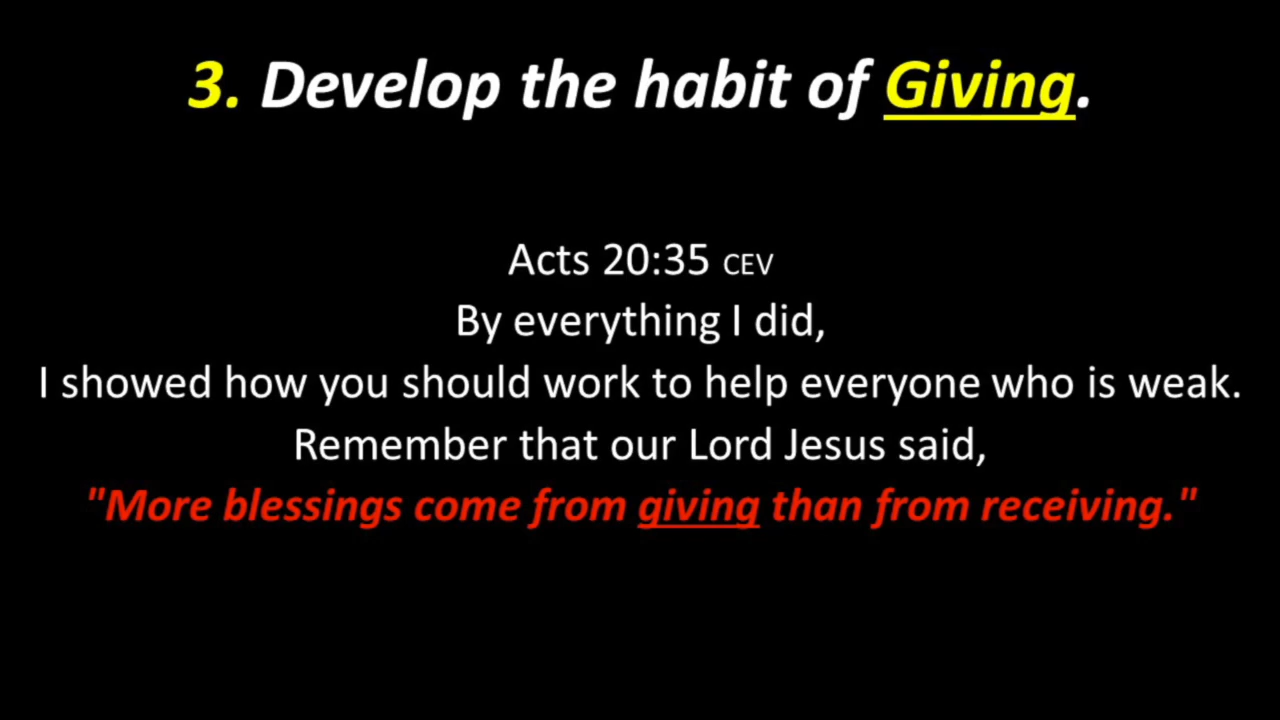 3. Develop the habit of Giving.
Acts 20:35 CEV
By everything I did,
I showed how you should work to help everyone who is weak.
Remember that our Lord Jesus said,
"More blessings come from giving than from receiving."